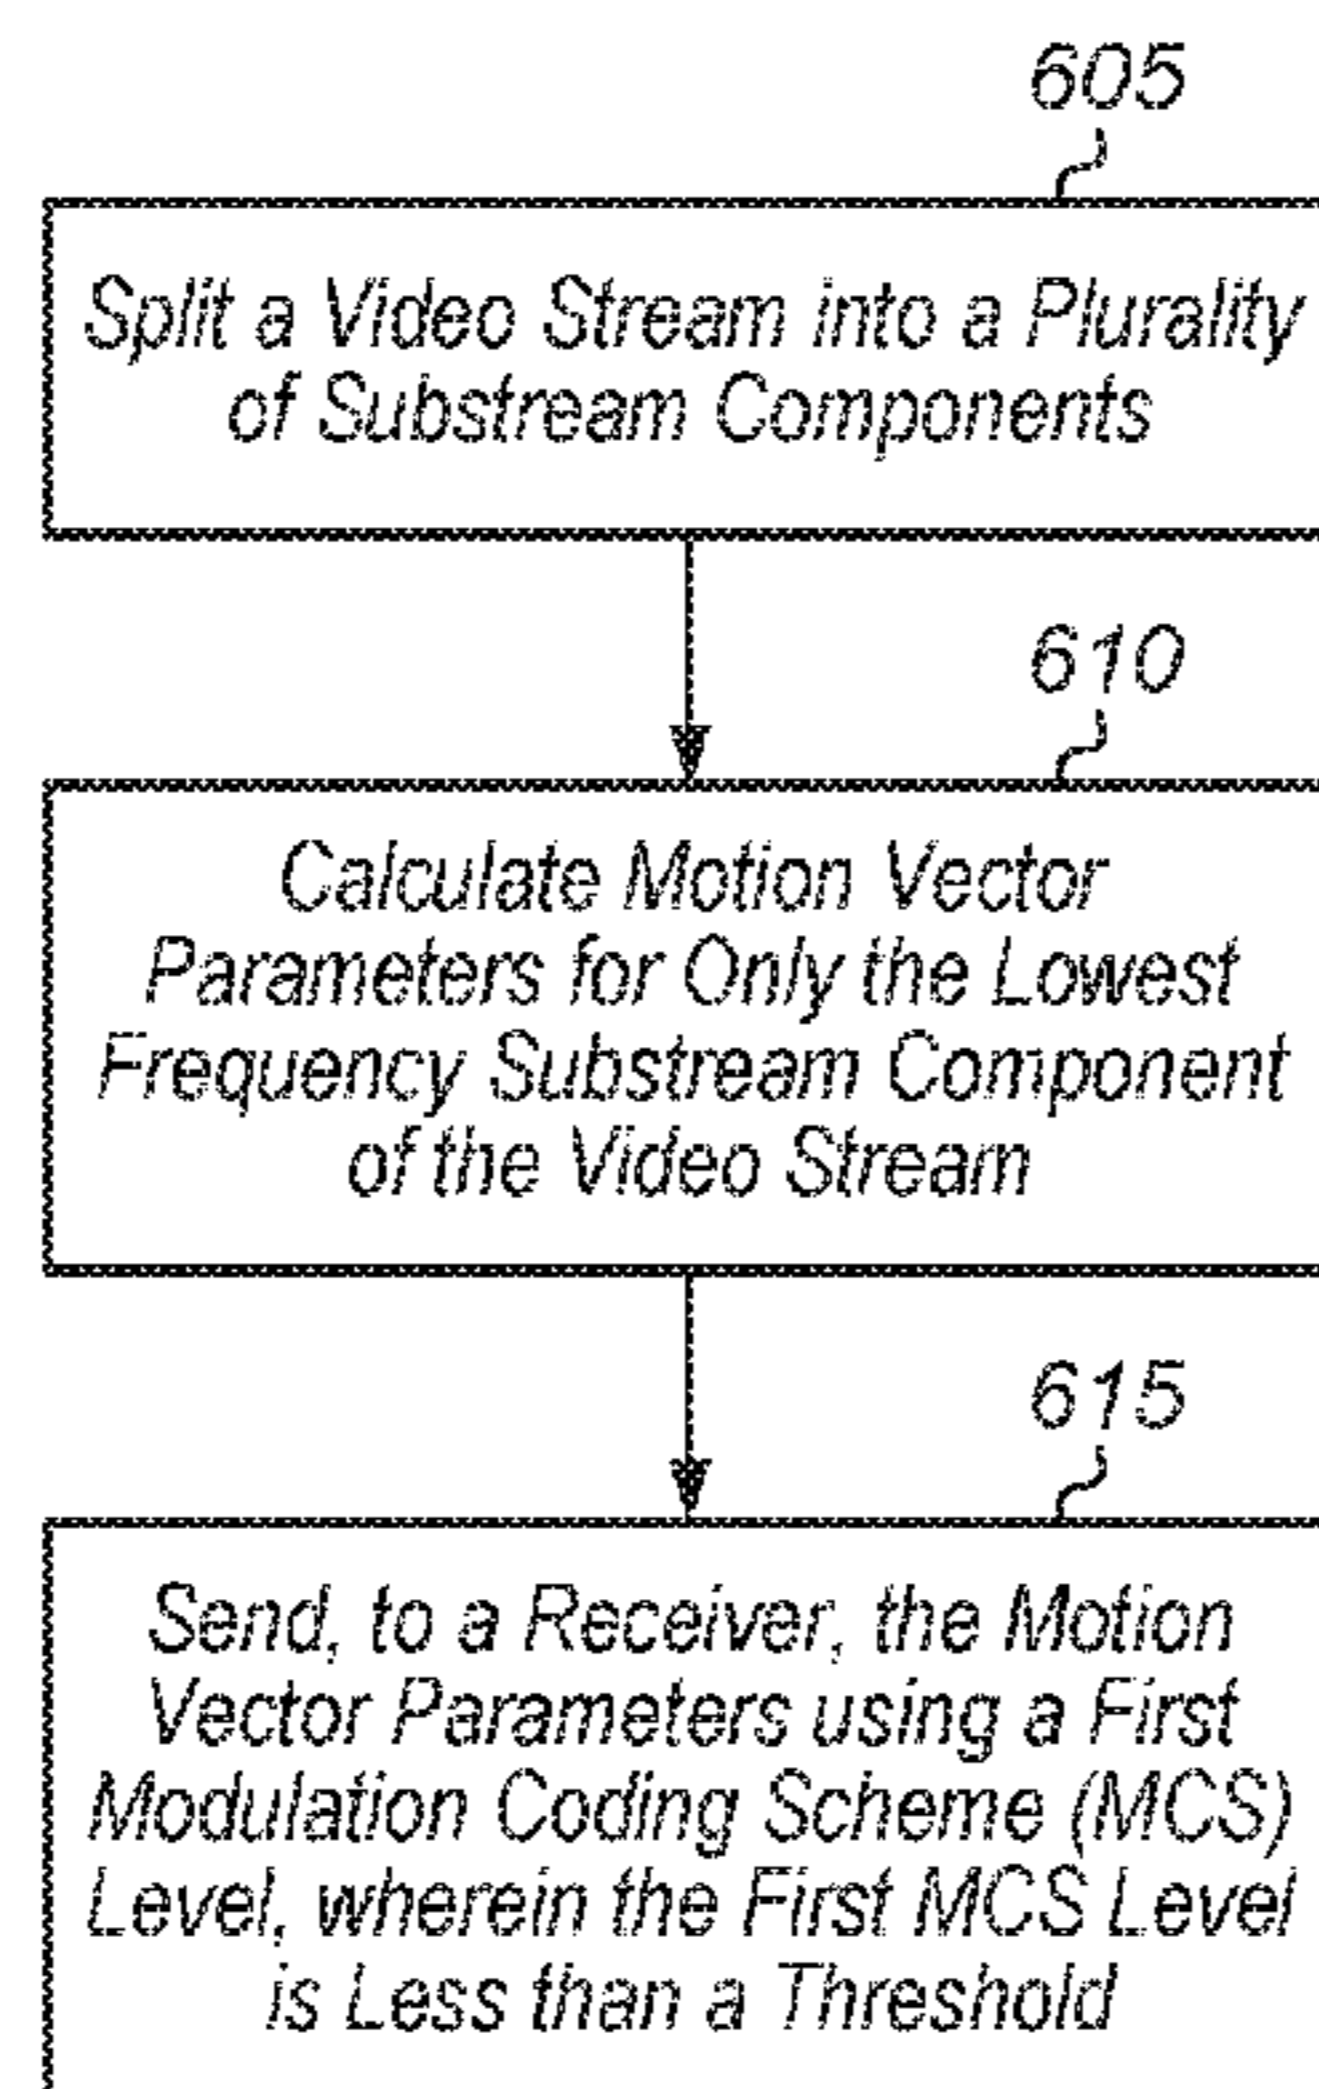 605
Split a Video Stream into a Plurality
of Substream Components
610
Calculate Motion Vector
Parameters for Only the Lowest
Frequency Substream Component
of the Video Stream
615
Send, to a Receiver, the Motion
Vector Parameters using a First
Modulation Coding Scheme (MCS)
Level, wherein the First MCS Level
is Less than a Threshold